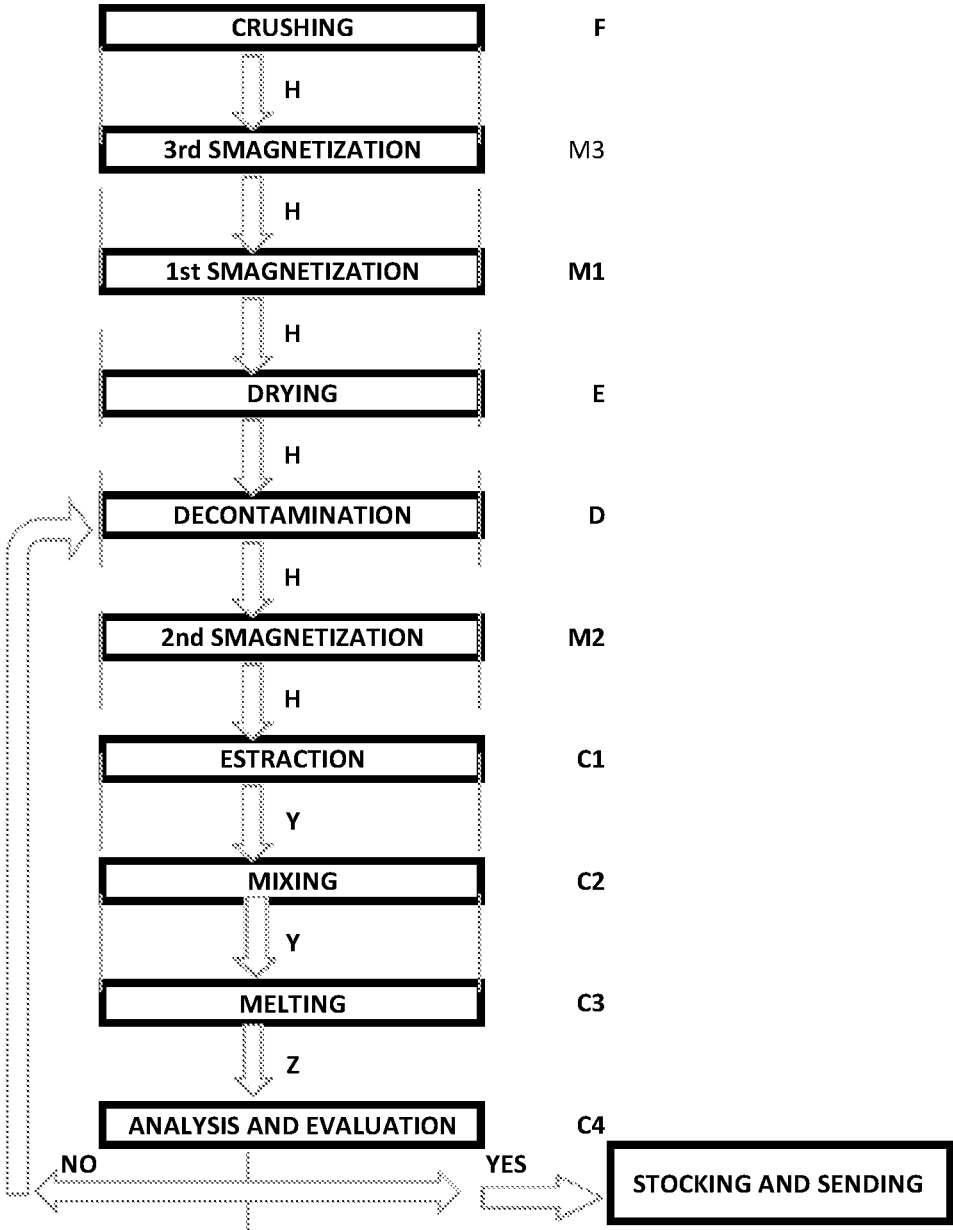 CRUSHING F
H
3rd SMAGNETIZATION M3
H
1st SMAGNETIZATION M1
H
DRYING E
H
DECONTAMINATION D
H
2nd SMAGNETIZATION M2
H
ESTRACTION C1
Y
MIXING C2
Y
MELTING C3
Z
ANALYSIS AND EVALUATION C4
NO YES
STOCKING AND SENDING